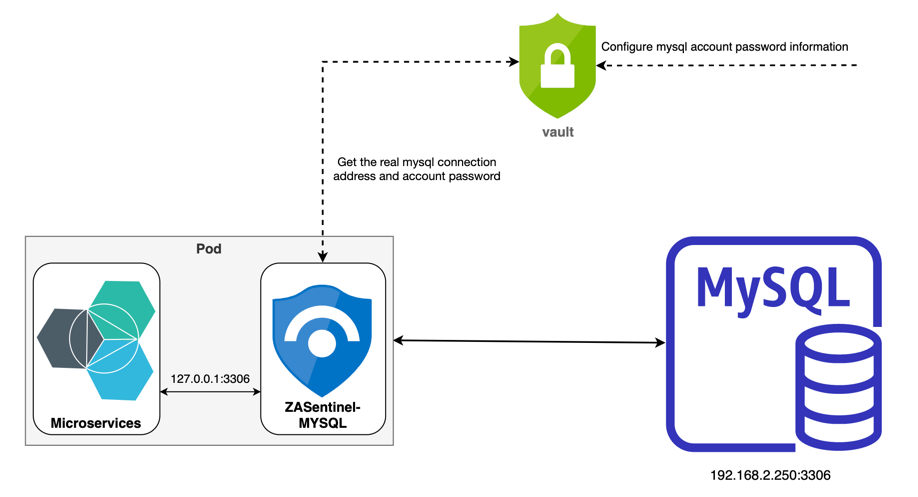 Configure mysql account password information
vault
Get the real mysql connection
address and account password
Pod
MySQL
127.0.0.1:3306
ZASentinel-
MYSQL
Microservices
192.168.2.250:3306